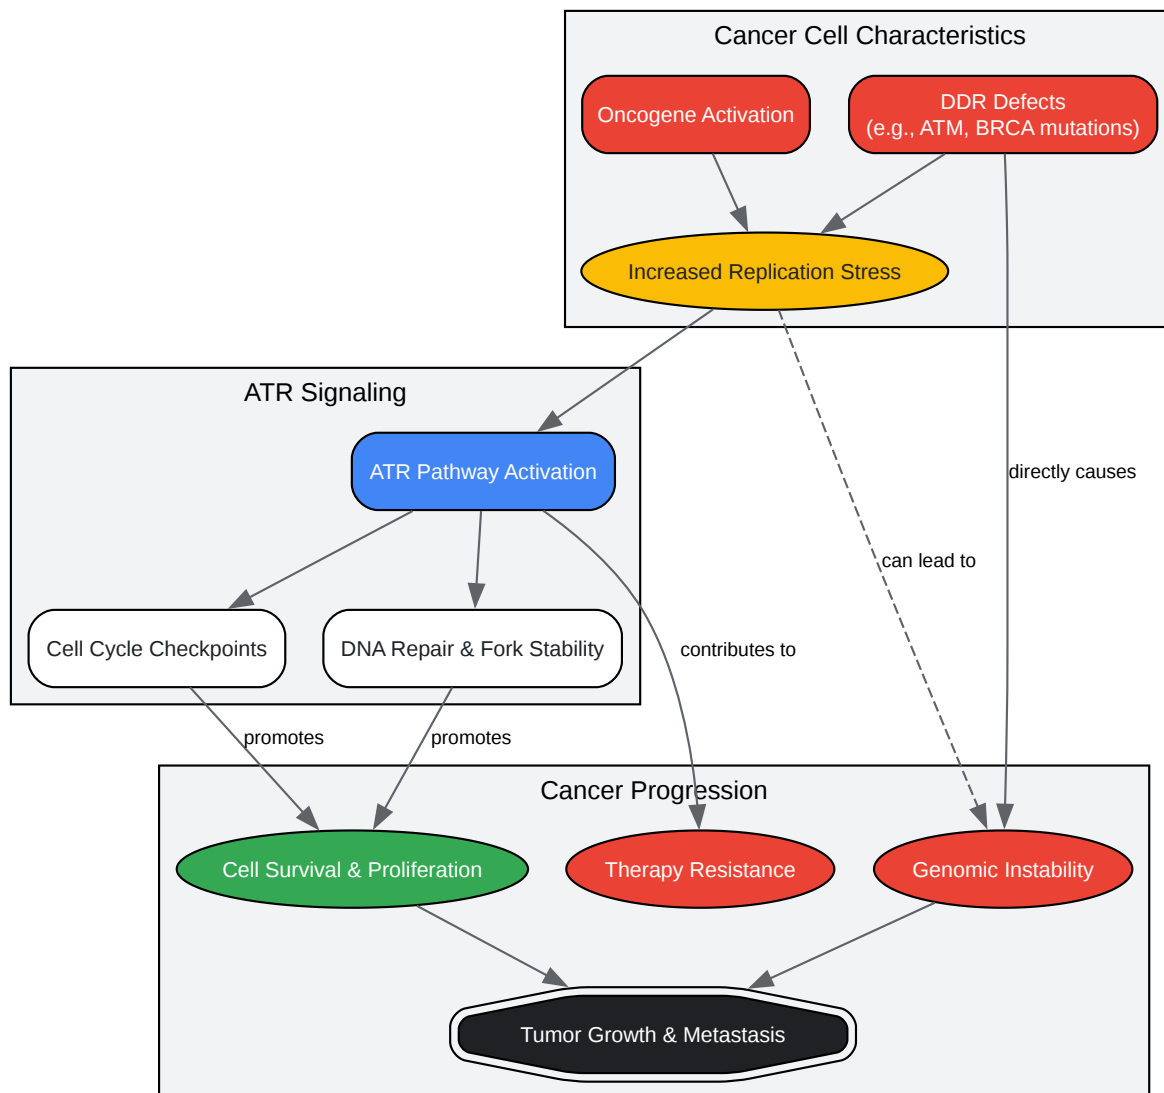 Cancer Cell Characteristics
Oncogene Activation
DDR Defects
(e.g., ATM, BRCA mutations)
Increased Replication Stress
ATR Signaling
ATR Pathway Activation
directly causes
can lead to
Cell Cycle Checkpoints
DNA Repair & Fork Stability
contributes to
promotes
promotes
Cancer Progression
Cell Survival & Proliferation
Therapy Resistance
Genomic Instability
Tumor Growth & Metastasis